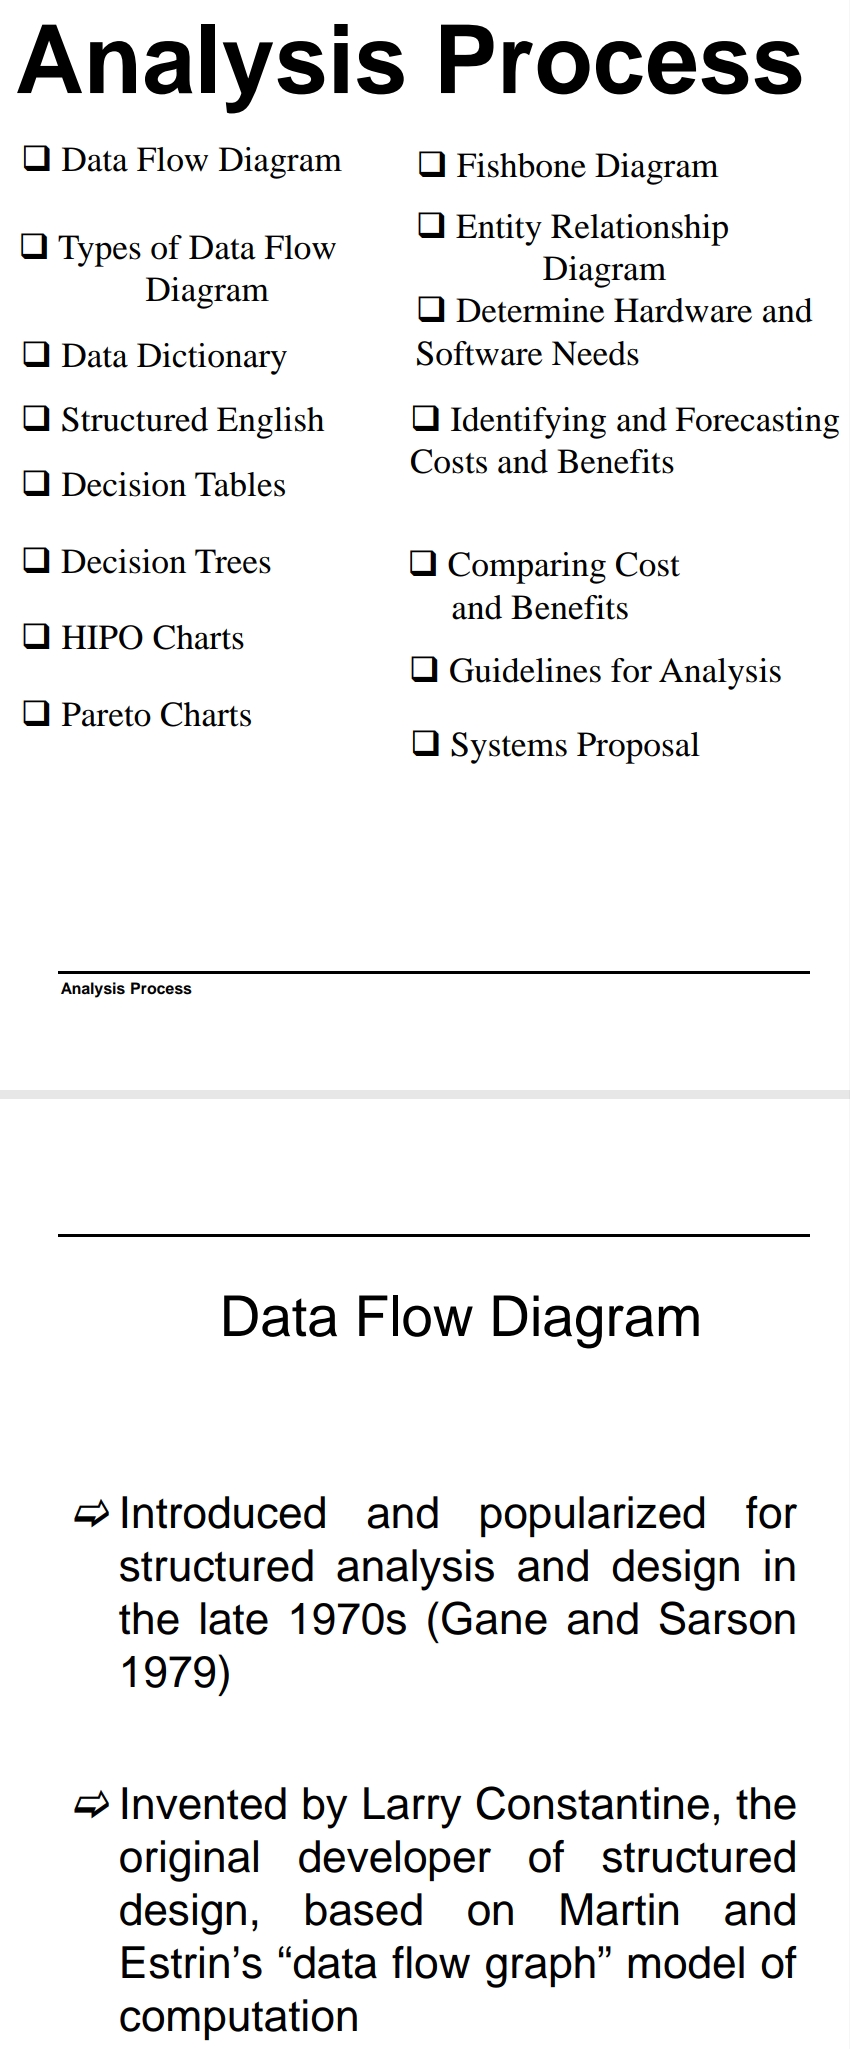 Analysis Process
❑ Data Flow Diagram
❑ Types of Data Flow
Diagram
❑ Data Dictionary
❑ Structured English
❑ Decision Tables
❑ Decision Trees
❑ HIPO Charts
❑ Pareto Charts
❑ Fishbone Diagram
❑ Entity Relationship
Diagram
❑ Determine Hardware and
Software Needs
❑ Identifying and Forecasting
Costs and Benefits
❑ Comparing Cost
and Benefits
❑ Guidelines for Analysis
❑ Systems Proposal
Analysis Process
Data Flow Diagram
➯ Introduced and popularized for
structured analysis and design in
the late 1970s (Gane and Sarson
1979)
➯ Invented by Larry Constantine, the
original developer of structured
design, based on Martin and
Estrin’s “data flow graph” model of
computation